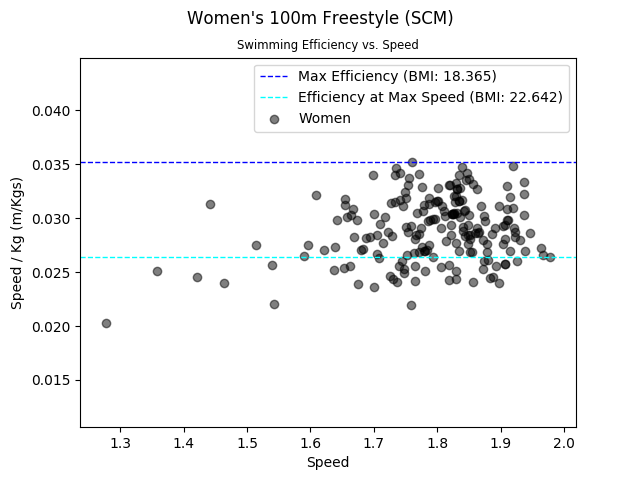 Women's 100m Freestyle (SCM)
Swimming Efficiency vs. Speed
Max Efficiency (BMI: 18.365)
Efficiency at Max Speed (BMI: 22.642)
Women
Speed / Kg (m/Kgs)
0.040
0.035
0.030
0.025
0.020
0.015
1.3 1.4 1.5 1.6 1.7 1.8 1.9 2.0
Speed